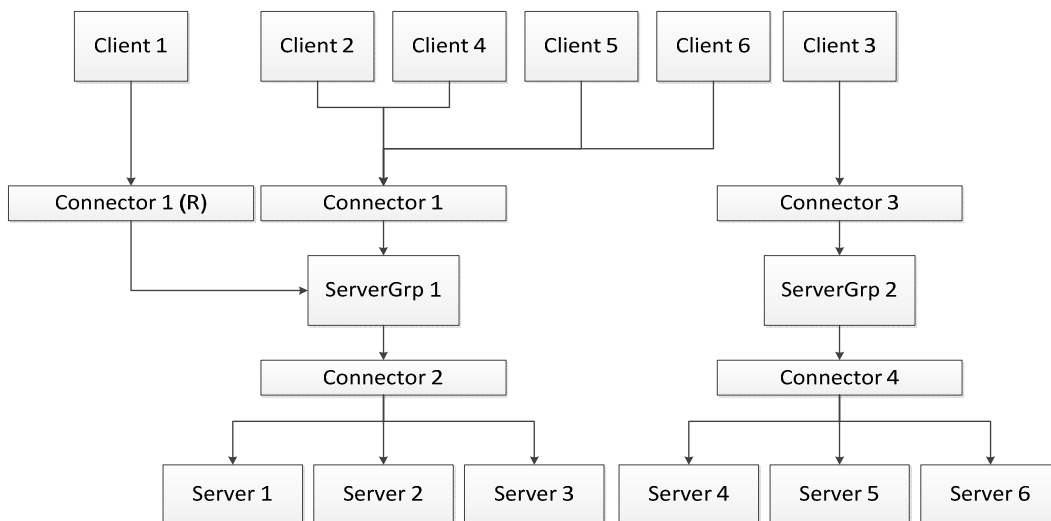 Client 1
Client 2
Client 4
Client 5
Client 6
Client 3
Connector 1 (R)
Connector 1
Connector 3
ServerGrp 1
ServerGrp 2
Connector 2
Connector 4
Server 1
Server 2
Server 3
Server 4
Server 5
Server 6